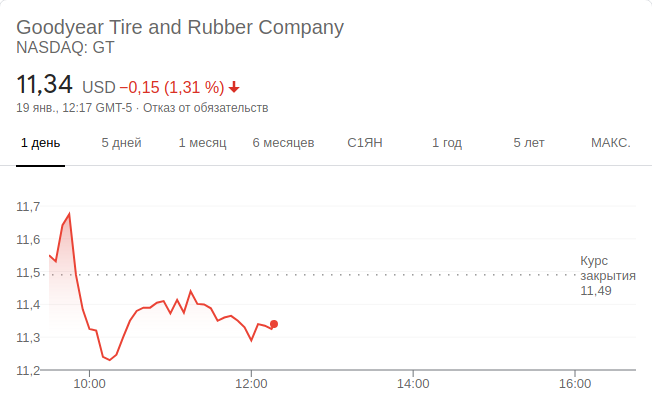 Goodyear Tire and Rubber Company
NASDAQ: GT
11,34 USD −0,15 (1,31 %)
19 янв., 12:17 GMT-5 · Отказ от обязательств
1 день 5 дней 1 месяц 6 месяцев С1ЯН 1 год 5 лет МАКС.
11,7
11,6
11,5
11,4
11,3
11,2
Курс
закрытия
11,49
10:00 12:00 14:00 16:00